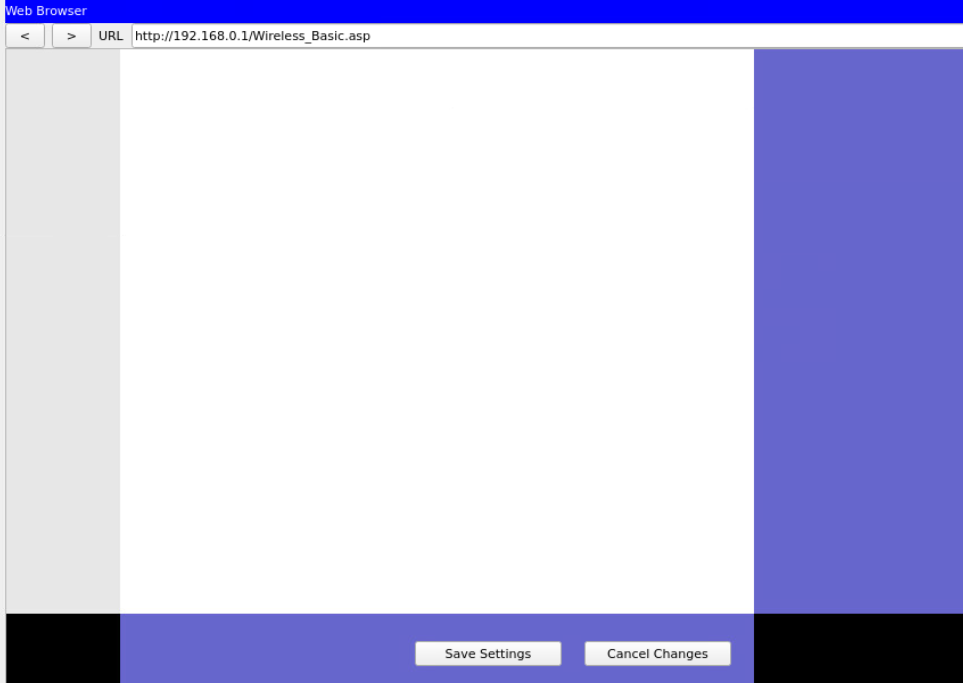 Web Browser
< > URL http://192.168.0.1/Wireless_Basic.asp
Save Settings Cancel Changes